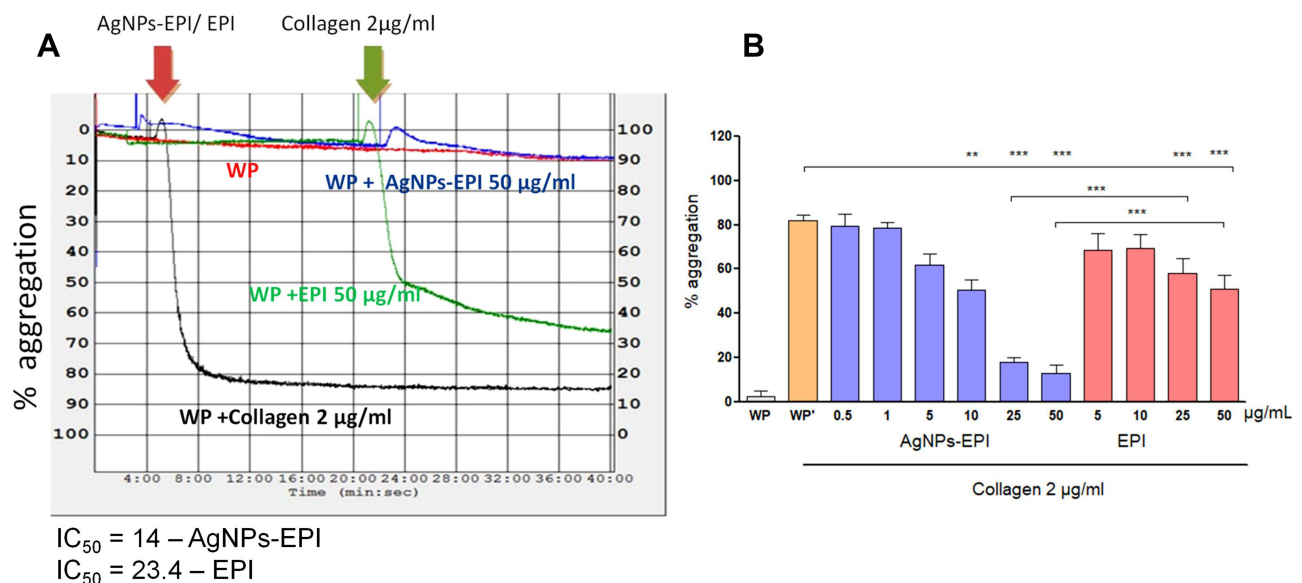 AgNPs-EPI/ EPI
Collagen 2µg/ml
A
0
10
20
30
40
50
60
70
80
90
100
% aggregation
100
90
80
70
60
50
40
30
20
10
0
WP
WP + AgNPs-EPI 50 µg/ml
WP +EPI 50 µg/ml
WP +Collagen 2 µg/ml
4:00 8:00 12:00 16:00 20:00 24:00 28:00 32:00 36:00 40:00
Time (min:sec)
IC₅₀ = 14 – AgNPs-EPI
IC₅₀ = 23.4 – EPI
B
% aggregation
120
100
80
60
40
20
0
** *** *** *** ***
***
***
WP WP' 0.5 1 5 10 25 50 5 10 25 50 µg/mL
AgNPs-EPI EPI
Collagen 2 µg/ml